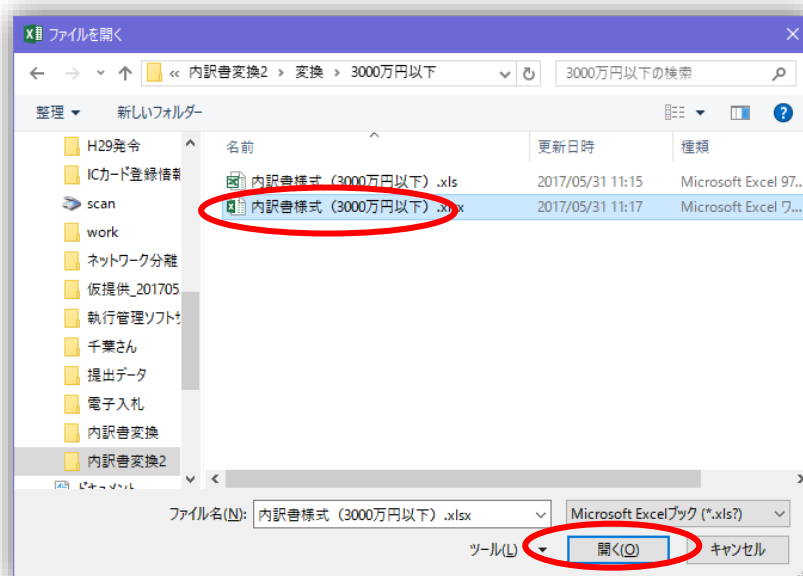 ファイルを開く
« 内訳書変換2 › 変換 › 3000万円以下
3000万円以下の検索
整理 新しいフォルダー
名前 更新日時 種類
H29発令
ICカード登録情報
scan
work
ネットワーク分離
仮提供_201705
執行管理ソフトサ
千葉さん
提出データ
電子入札
内訳書変換
内訳書変換2
内訳書様式（3000万円以下）.xls 2017/05/31 11:15 Microsoft Excel 97...
内訳書様式（3000万円以下）.xlsx 2017/05/31 11:17 Microsoft Excel ワ...
ファイル名(N): 内訳書様式（3000万円以下）.xlsx Microsoft Excelブック (*.xls?)
ツール(L) 開く(O) キャンセル